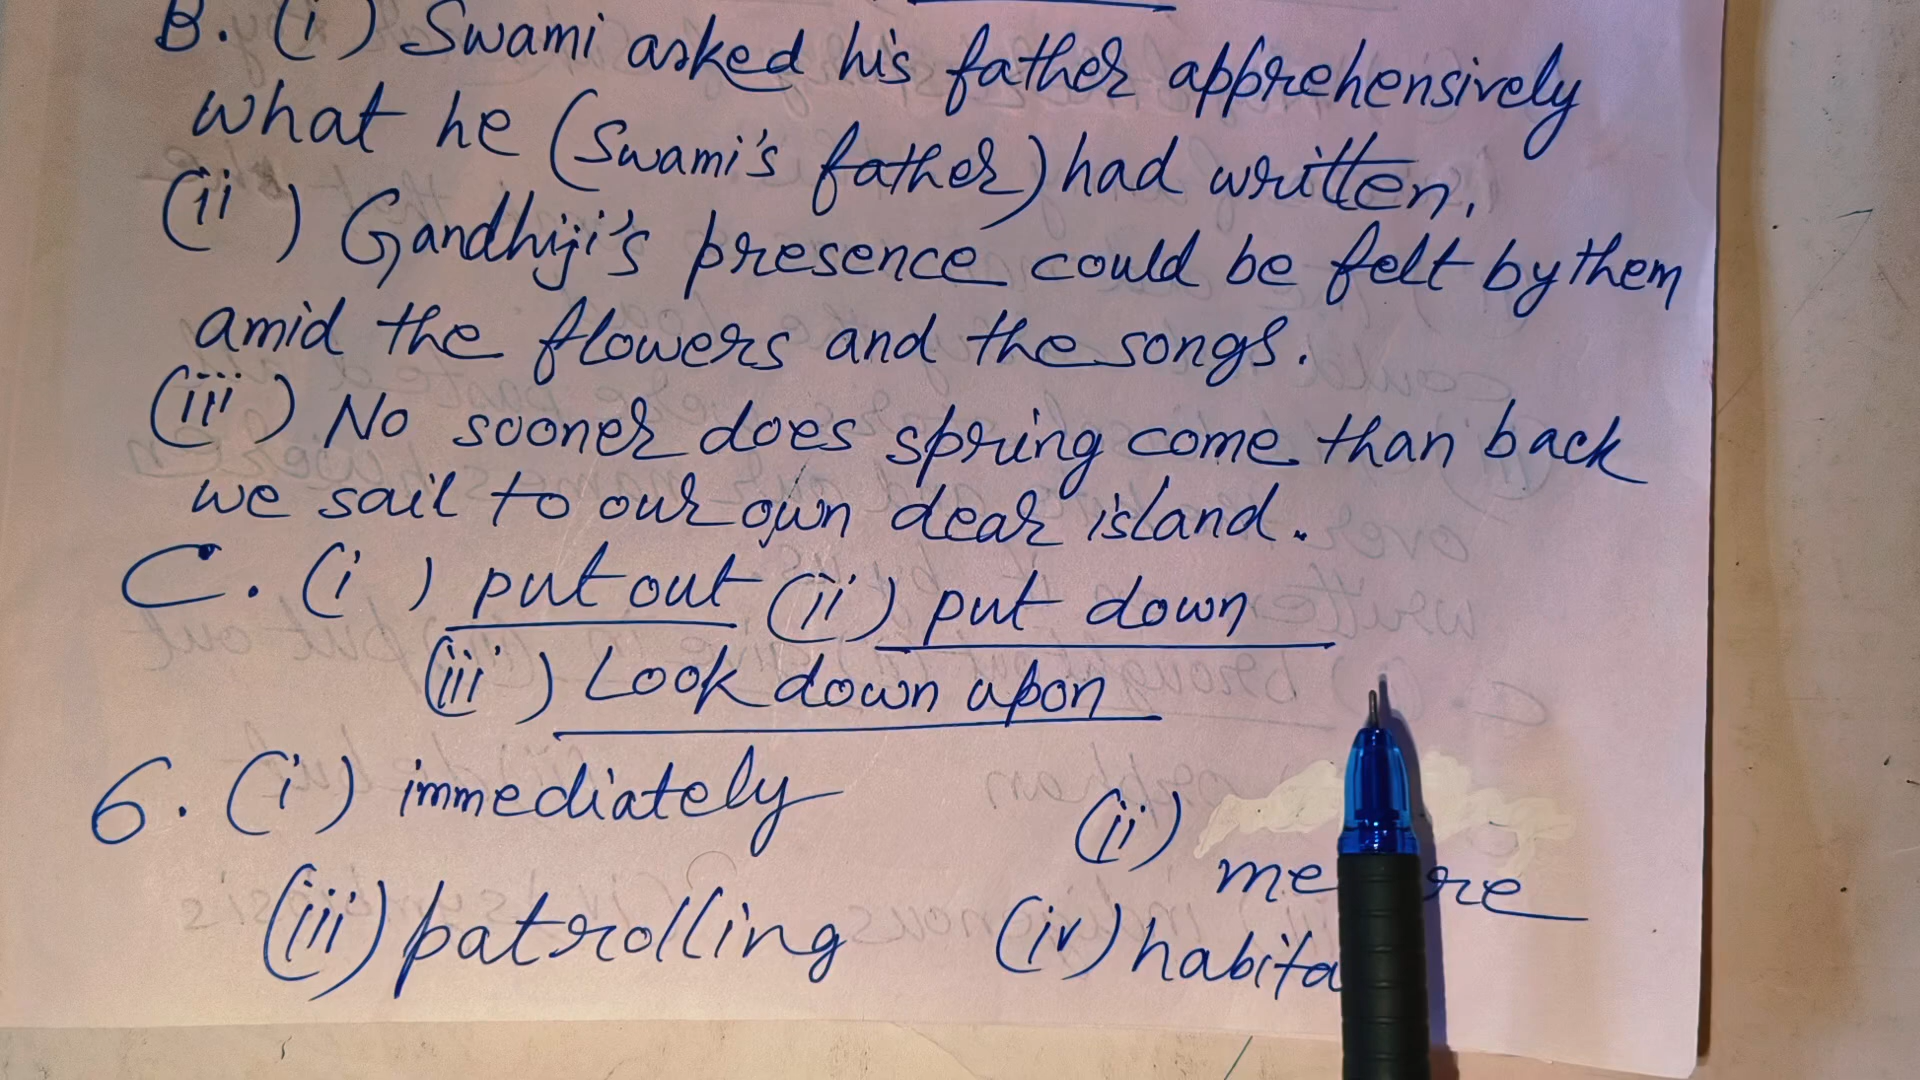 B. (i) Swami asked his father apprehensively
what he (Swami's father) had written.
(ii) Gandhiji's presence could be felt by them
amid the flowers and the songs.
(iii) No sooner does spring come than back
we sail to our own dear island.
C. (i) put out (ii) put down
(iii) Look down upon
6. (i) immediately (ii)
(iii) patrolling (iv)